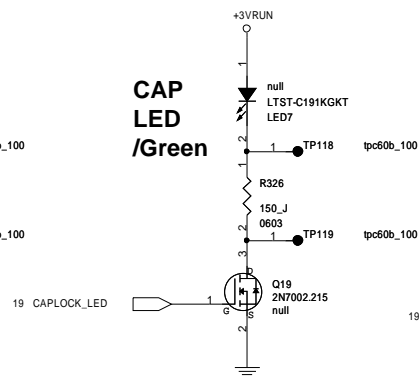 +3VRUN
1
CAP
LED
/Green
null
LTST-C191KGKT
LED7
2
b_100
1
TP118
tpc60b_100
1
R326
150_J
0603
2
b_100
1
TP119
tpc60b_100
3
D
Q19
2N7002.215
null
19 CAPLOCK_LED
1
G
S
2
19